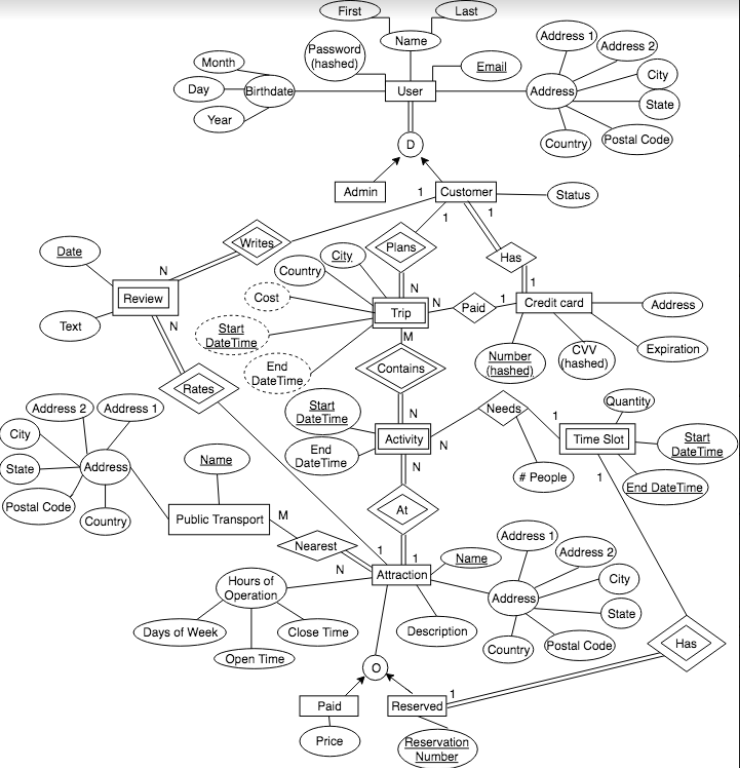 First
Last
Name
Password
(hashed)
Email
Month
Day
Year
Birthdate
User
Address 1
Address 2
City
State
Postal Code
Country
Address
D
Admin
1
Customer
Status
1
1
Writes
Plans
Has
Date
N
Review
Text
N
City
Country
Cost
Start
DateTime
End
DateTime
N
Trip
N
Paid
1
1
Credit card
Address
M
Number
(hashed)
CVV
(hashed)
Expiration
Rates
Contains
Address 2
Address 1
City
State
Postal Code
Country
Address
Name
Start
DateTime
End
DateTime
N
Activity
N
N
Needs
# People
1
Quantity
Time Slot
Start
DateTime
End DateTime
1
Public Transport
M
Nearest
N
At
1
1
Attraction
Name
Hours of
Operation
Days of Week
Open Time
Close Time
Description
Address 1
Address 2
City
State
Postal Code
Country
Address
Has
O
Paid
Price
Reserved
1
Reservation
Number